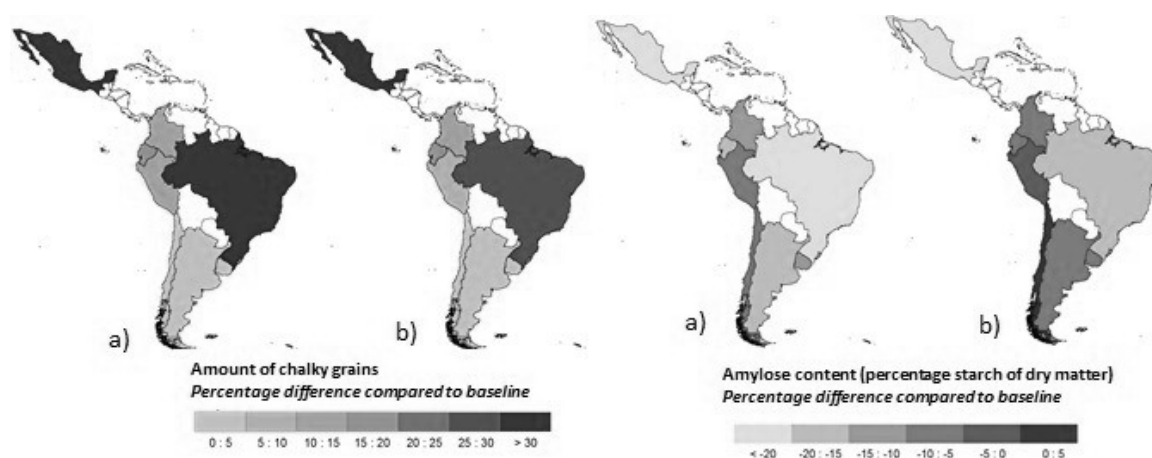 a)
b)
a)
b)
Amount of chalky grains
Percentage difference compared to baseline
0 : 5 5 : 10 10 : 15 15 : 20 20 : 25 25 : 30 > 30
Amylose content (percentage starch of dry matter)
Percentage difference compared to baseline
< -20 -20 : -15 -15 : -10 -10 : -5 -5 : 0 0 : 5